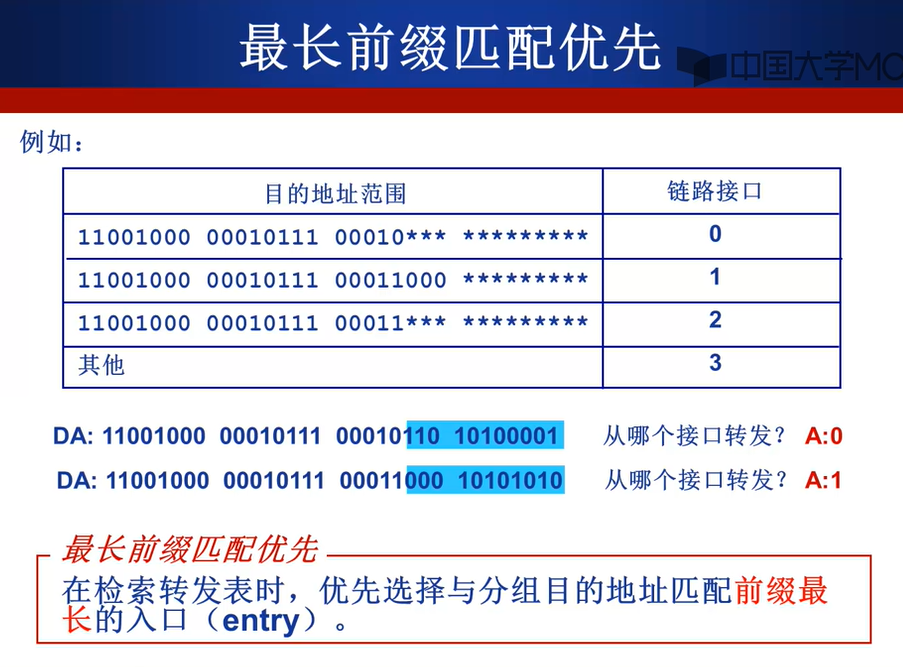 最长前缀匹配优先
中国大学MO
例如：
目的地址范围 链路接口
11001000 00010111 00010*** ********* 0
11001000 00010111 00011000 ********* 1
11001000 00010111 00011*** ********* 2
其他 3
DA: 11001000 00010111 00010110 10100001 从哪个接口转发？ A:0
DA: 11001000 00010111 00011000 10101010 从哪个接口转发？ A:1
最长前缀匹配优先
在检索转发表时，优先选择与分组目的地址匹配前缀最
长的入口（entry）。